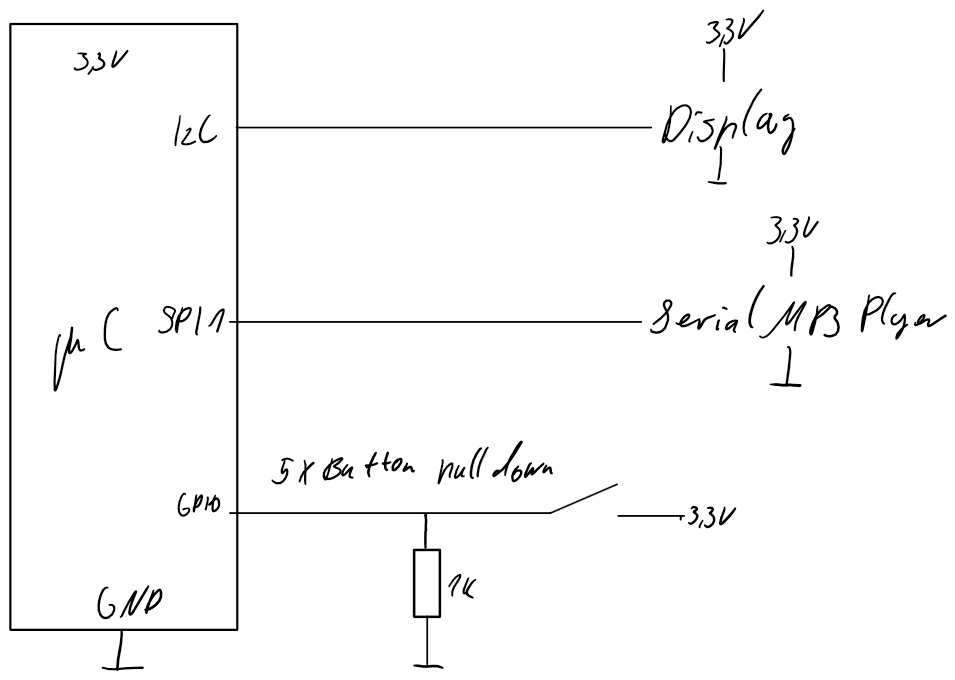 3,3V
3,3V
I2C
Display
3,3V
SPI1
Serial MP3 Player
µC
5x Button pull down
GPIO
3,3V
1K
GND